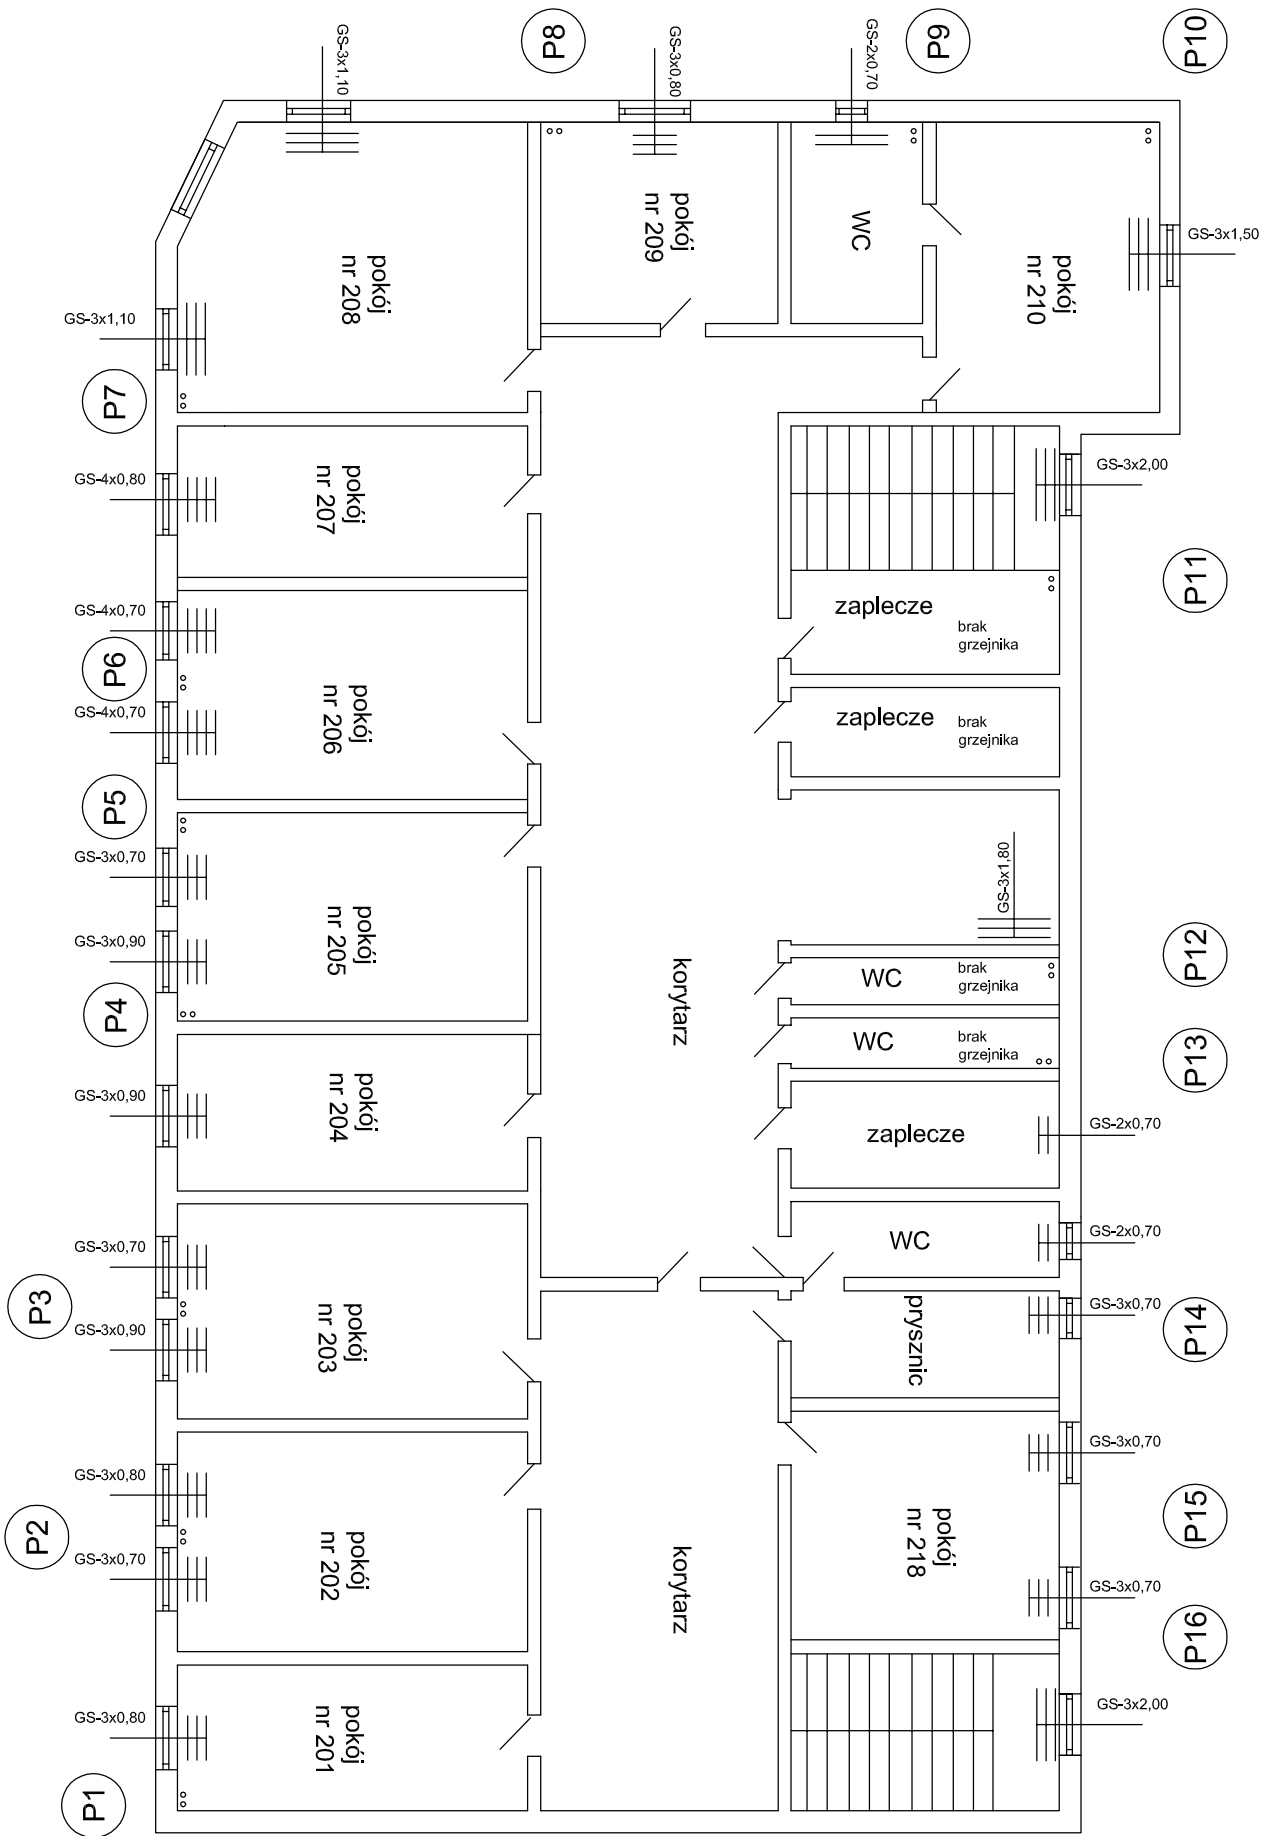 P8
P9
P10
GS-3x1,10
GS-3x0,80
GS-2x0,70
GS-3x1,50
pokój
nr 208
pokój
nr 209
WC
pokój
nr 210
GS-3x1,10
P7
GS-3x2,00
GS-4x0,80
pokój
nr 207
P11
GS-4x0,70
zaplecze
brak
grzejnika
P6
GS-4x0,70
pokój
nr 206
zaplecze
brak
grzejnika
P5
GS-3x0,70
GS-3x1,80
GS-3x0,90
pokój
nr 205
korytarz
WC
brak
grzejnika
P12
P4
WC
brak
grzejnika
P13
GS-3x0,90
pokój
nr 204
zaplecze
GS-2x0,70
GS-3x0,70
WC
GS-2x0,70
P3
GS-3x0,90
pokój
nr 203
prysznic
GS-3x0,70
P14
GS-3x0,80
GS-3x0,70
P2
GS-3x0,70
pokój
nr 202
korytarz
pokój
nr 218
P15
GS-3x0,70
P16
GS-3x0,80
pokój
nr 201
GS-3x2,00
P1